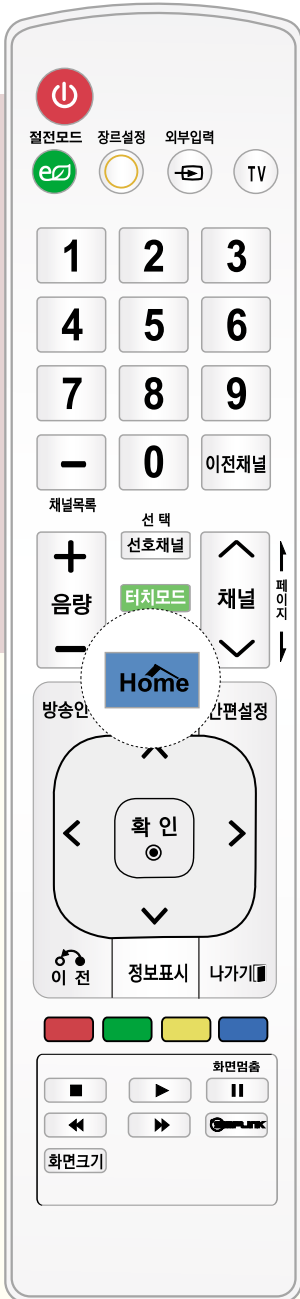 절전모드 장르설정 외부입력
TV
1 2 3
4 5 6
7 8 9
- 0 이전채널
채널목록
선 택
선호채널
+
음량
-
터치모드
채널
페이지
Home
방송안
간편설정
확 인
이 전
정보표시
나가기
화면멈춤
화면크기